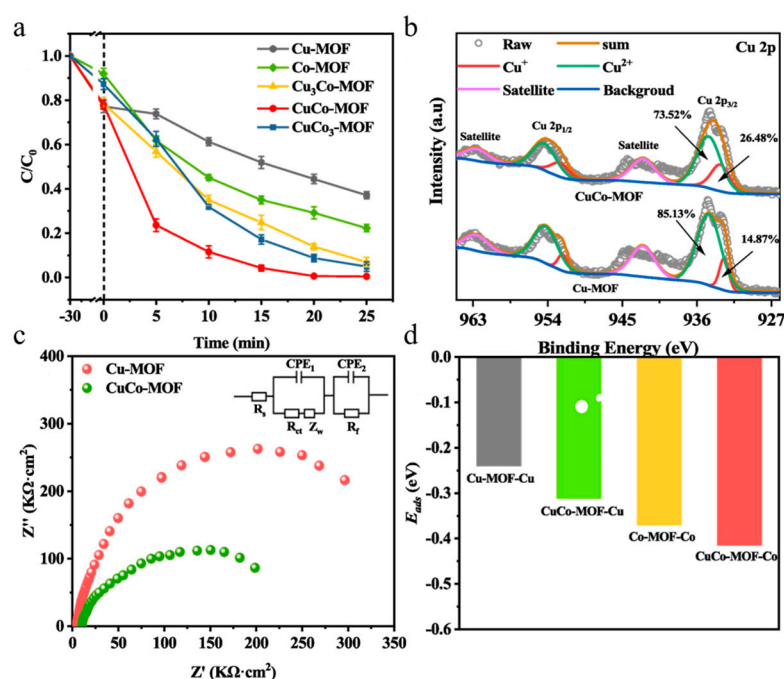 a
C/C0
1.0
0.8
0.6
0.4
0.2
0.0
-30
0
5
10
15
20
25
Time (min)
Cu-MOF
Co-MOF
Cu3Co-MOF
CuCo-MOF
CuCo3-MOF
b
Cu 2p
Raw
sum
Cu+
Cu2+
Satellite
Backgroud
Intensity (a.u)
Satellite
Cu 2p1/2
Satellite
Cu 2p3/2
73.52%
26.48%
CuCo-MOF
85.13%
14.87%
Cu-MOF
963
954
945
936
927
Binding Energy (eV)
c
Z'' (KΩ·cm2)
400
350
300
250
200
150
100
50
0
Cu-MOF
CuCo-MOF
CPE1
CPE2
Rs
Rct
Zw
Rf
0
50
100
150
200
250
300
350
Z' (KΩ·cm2)
d
Eads (eV)
0.0
-0.1
-0.2
-0.3
-0.4
-0.5
-0.6
Cu-MOF-Cu
CuCo-MOF-Cu
Co-MOF-Co
CuCo-MOF-Co